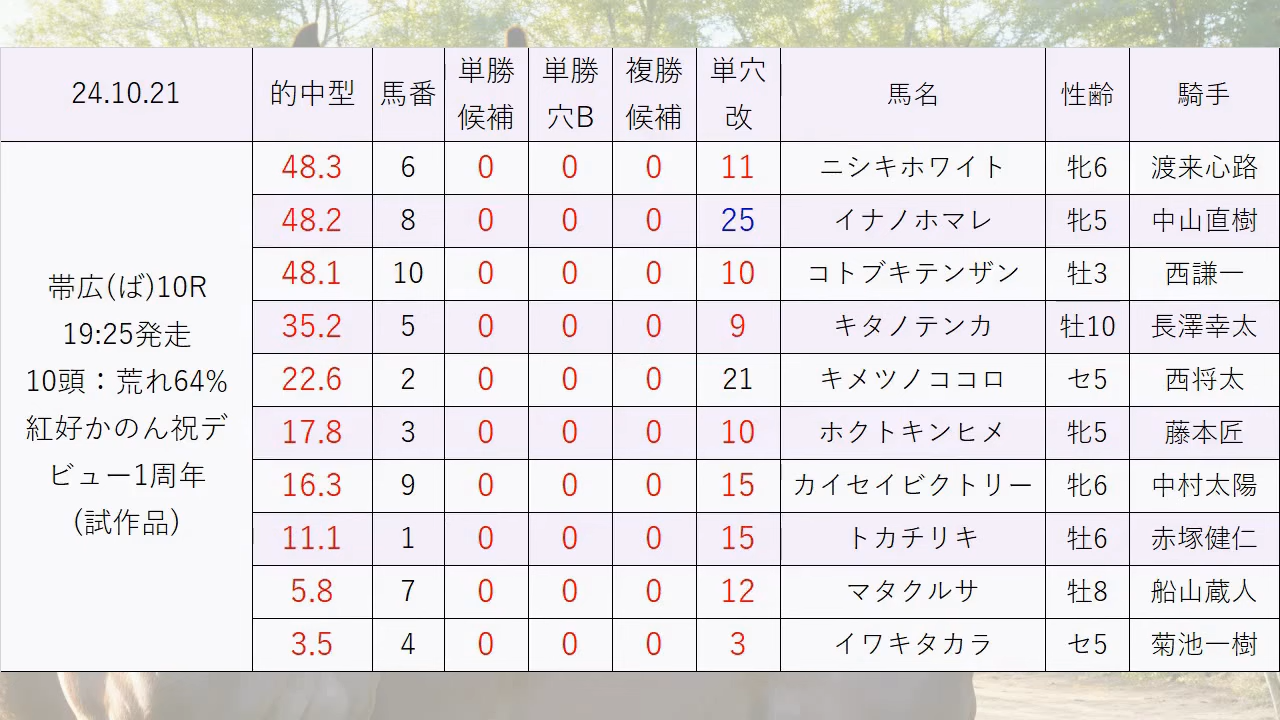 24.10.21 的中型 馬番 単勝候補 単勝穴B 複勝候補 単穴改 馬名 性齢 騎手
帯広(ば)10R
19:25発走
10頭：荒れ64%
紅好かのん祝デ
ビュー1周年
(試作品)
48.3 6 0 0 0 11 ニシキホワイト 牝6 渡来心路
48.2 8 0 0 0 25 イナノホマレ 牝5 中山直樹
48.1 10 0 0 0 10 コトブキテンザン 牡3 西謙一
35.2 5 0 0 0 9 キタノテンカ 牡10 長澤幸太
22.6 2 0 0 0 21 キメツノココロ セ5 西将太
17.8 3 0 0 0 10 ホクトキンヒメ 牝5 藤本匠
16.3 9 0 0 0 15 カイセイビクトリー 牝6 中村太陽
11.1 1 0 0 0 15 トカチリキ 牡6 赤塚健仁
5.8 7 0 0 0 12 マタクルサ 牡8 船山蔵人
3.5 4 0 0 0 3 イワキタカラ セ5 菊池一樹